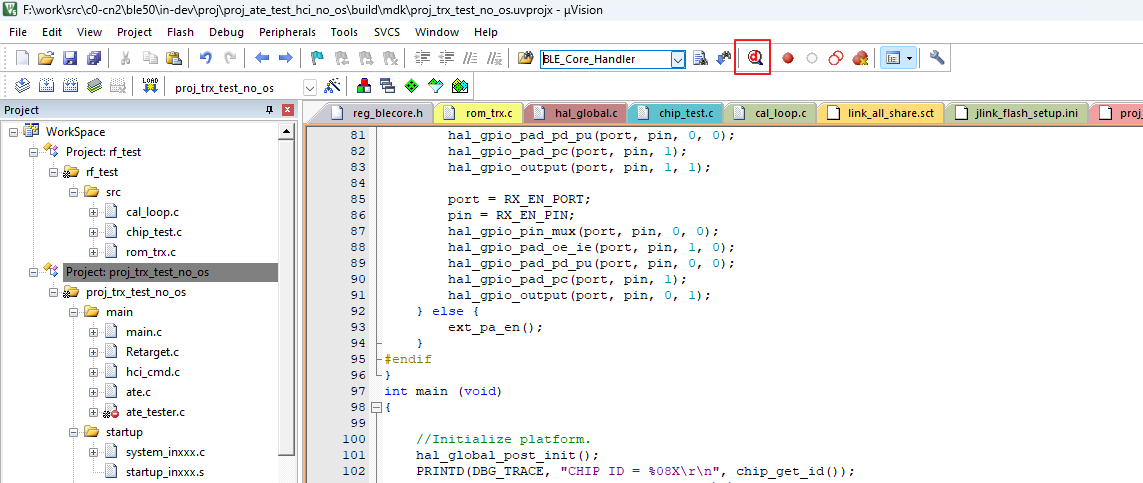 F:\work\src\c0-cn2\ble50\in-dev\proj\proj_ate_test_hci_no_os\build\mdk\proj_trx_test_no_os.uvprojx - µVision
File Edit View Project Flash Debug Peripherals Tools SVCS Window Help
BLE_Core_Handler
LOAD proj_trx_test_no_os
Project
WorkSpace
Project: rf_test
rf_test
src
cal_loop.c
chip_test.c
rom_trx.c
Project: proj_trx_test_no_os
proj_trx_test_no_os
main
main.c
Retarget.c
hci_cmd.c
ate.c
ate_tester.c
startup
system_inxxx.c
startup_inxxx.s
reg_blecore.h rom_trx.c hal_global.c chip_test.c cal_loop.c link_all_share.sct jlink_flash_setup.ini proj
81 hal_gpio_pad_pd_pu(port, pin, 0, 0);
82 hal_gpio_pad_pc(port, pin, 1);
83 hal_gpio_output(port, pin, 1, 1);
84
85 port = RX_EN_PORT;
86 pin = RX_EN_PIN;
87 hal_gpio_pin_mux(port, pin, 0, 0);
88 hal_gpio_pad_oe_ie(port, pin, 1, 0);
89 hal_gpio_pad_pd_pu(port, pin, 0, 0);
90 hal_gpio_pad_pc(port, pin, 1);
91 hal_gpio_output(port, pin, 0, 1);
92 } else {
93 ext_pa_en();
94 }
95 #endif
96 }
97 int main (void)
98 {
99
100 //Initialize platform.
101 hal_global_post_init();
102 PRINTD(DBG_TRACE, "CHIP ID = %08X\r\n", chip_get_id());